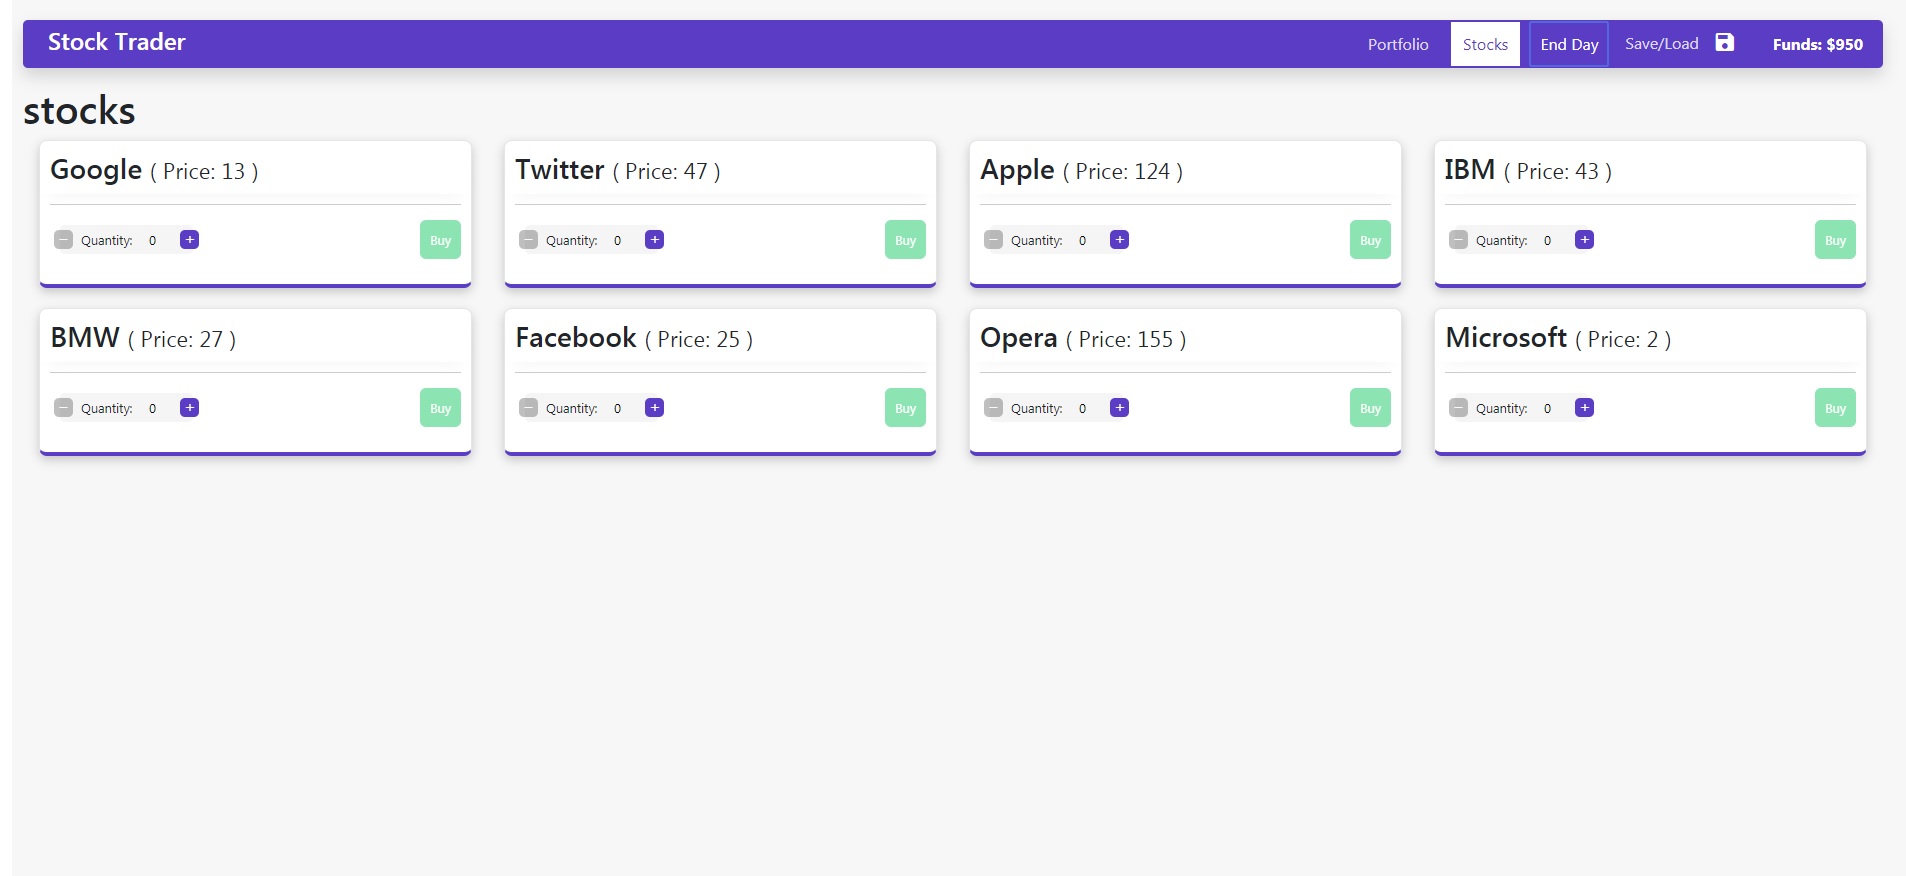 Stock Trader Portfolio Stocks End Day Save/Load Funds: $950
stocks
Google ( Price: 13 )
− Quantity: 0 + Buy
Twitter ( Price: 47 )
− Quantity: 0 + Buy
Apple ( Price: 124 )
− Quantity: 0 + Buy
IBM ( Price: 43 )
− Quantity: 0 + Buy
BMW ( Price: 27 )
− Quantity: 0 + Buy
Facebook ( Price: 25 )
− Quantity: 0 + Buy
Opera ( Price: 155 )
− Quantity: 0 + Buy
Microsoft ( Price: 2 )
− Quantity: 0 + Buy